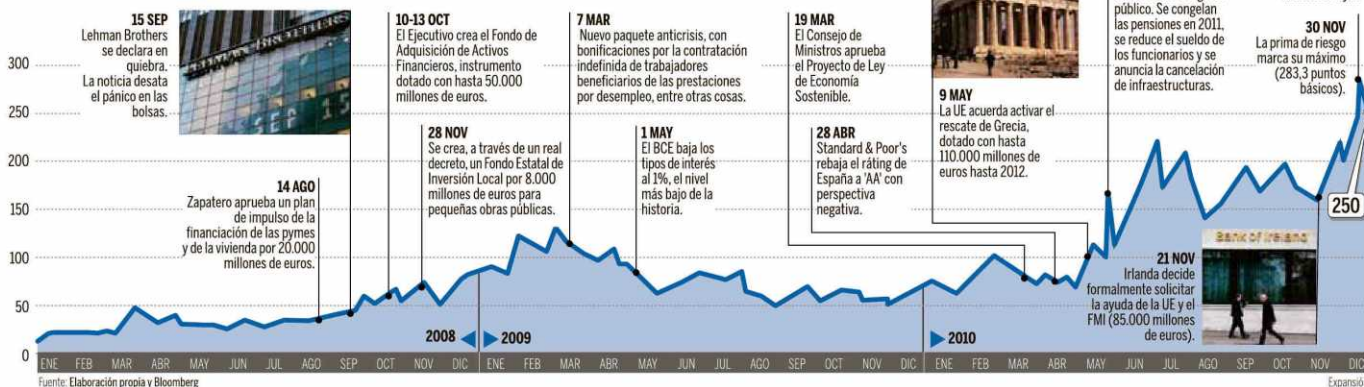 15 SEP
Lehman Brothers
se declara en
quiebra.
La noticia desata
el pánico en las
bolsas.
14 AGO
Zapatero aprueba un plan
de impulso de la
financiación de las pymes
y de la vivienda por 20.000
millones de euros.
10-13 OCT
El Ejecutivo crea el Fondo de
Adquisición de Activos
Financieros, instrumento
dotado con hasta 50.000
millones de euros.
28 NOV
Se crea, a través de un real
decreto, un Fondo Estatal de
Inversión Local por 8.000
millones de euros para
pequeñas obras públicas.
7 MAR
Nuevo paquete anticrisis, con
bonificaciones por la contratación
indefinida de trabajadores
beneficiarios de las prestaciones
por desempleo, entre otras cosas.
1 MAY
El BCE baja los
tipos de interés
al 1%, el nivel
más bajo de la
historia.
19 MAR
El Consejo de
Ministros aprueba
el Proyecto de Ley
de Economía
Sostenible.
28 ABR
Standard & Poor's
rebaja el ráting de
España a 'AA' con
perspectiva
negativa.
9 MAY
La UE acuerda activar el
rescate de Grecia,
dotado con hasta
110.000 millones de
euros hasta 2012.
público. Se congelan
las pensiones en 2011,
se reduce el sueldo de
los funcionarios y se
anuncia la cancelación
de infraestructuras.
30 NOV
La prima de riesgo
marca su máximo
(283,3 puntos
básicos).
21 NOV
Irlanda decide
formalmente solicitar
la ayuda de la UE y el
FMI (85.000 millones
de euros).
Bank of Ireland
250
300
250
200
150
100
50
0
2008 2009 2010
ENE FEB MAR ABR MAY JUN JUL AGO SEP OCT NOV DIC ENE FEB MAR ABR MAY JUN JUL AGO SEP OCT NOV DIC ENE FEB MAR ABR MAY JUN JUL AGO SEP OCT NOV DIC
Fuente: Elaboración propia y Bloomberg
Expansión